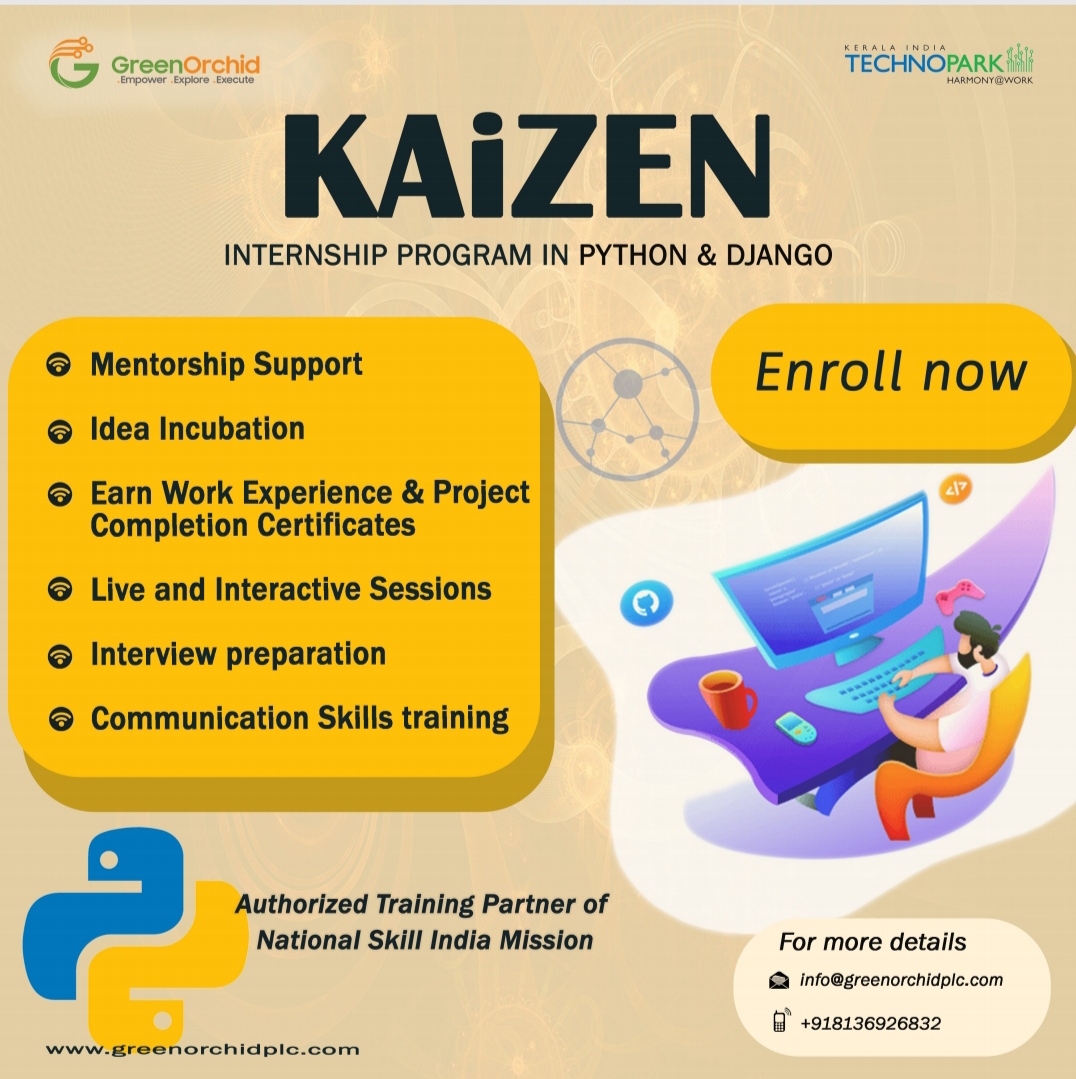 GreenOrchid
.Empower .Explore .Execute
KERALA INDIA
TECHNOPARK
HARMONY@WORK
KAiZEN
INTERNSHIP PROGRAM IN PYTHON & DJANGO
Mentorship Support
Idea Incubation
Earn Work Experience & Project
Completion Certificates
Live and Interactive Sessions
Interview preparation
Communication Skills training
Enroll now
</>
Authorized Training Partner of
National Skill India Mission
www.greenorchidplc.com
For more details
info@greenorchidplc.com
+918136926832